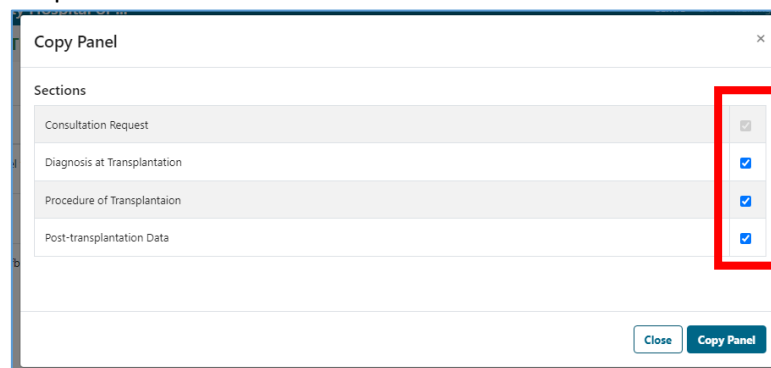 Copy Panel ×
Sections
Consultation Request
Diagnosis at Transplantation
Procedure of Transplantaion
Post-transplantation Data
Close Copy Panel